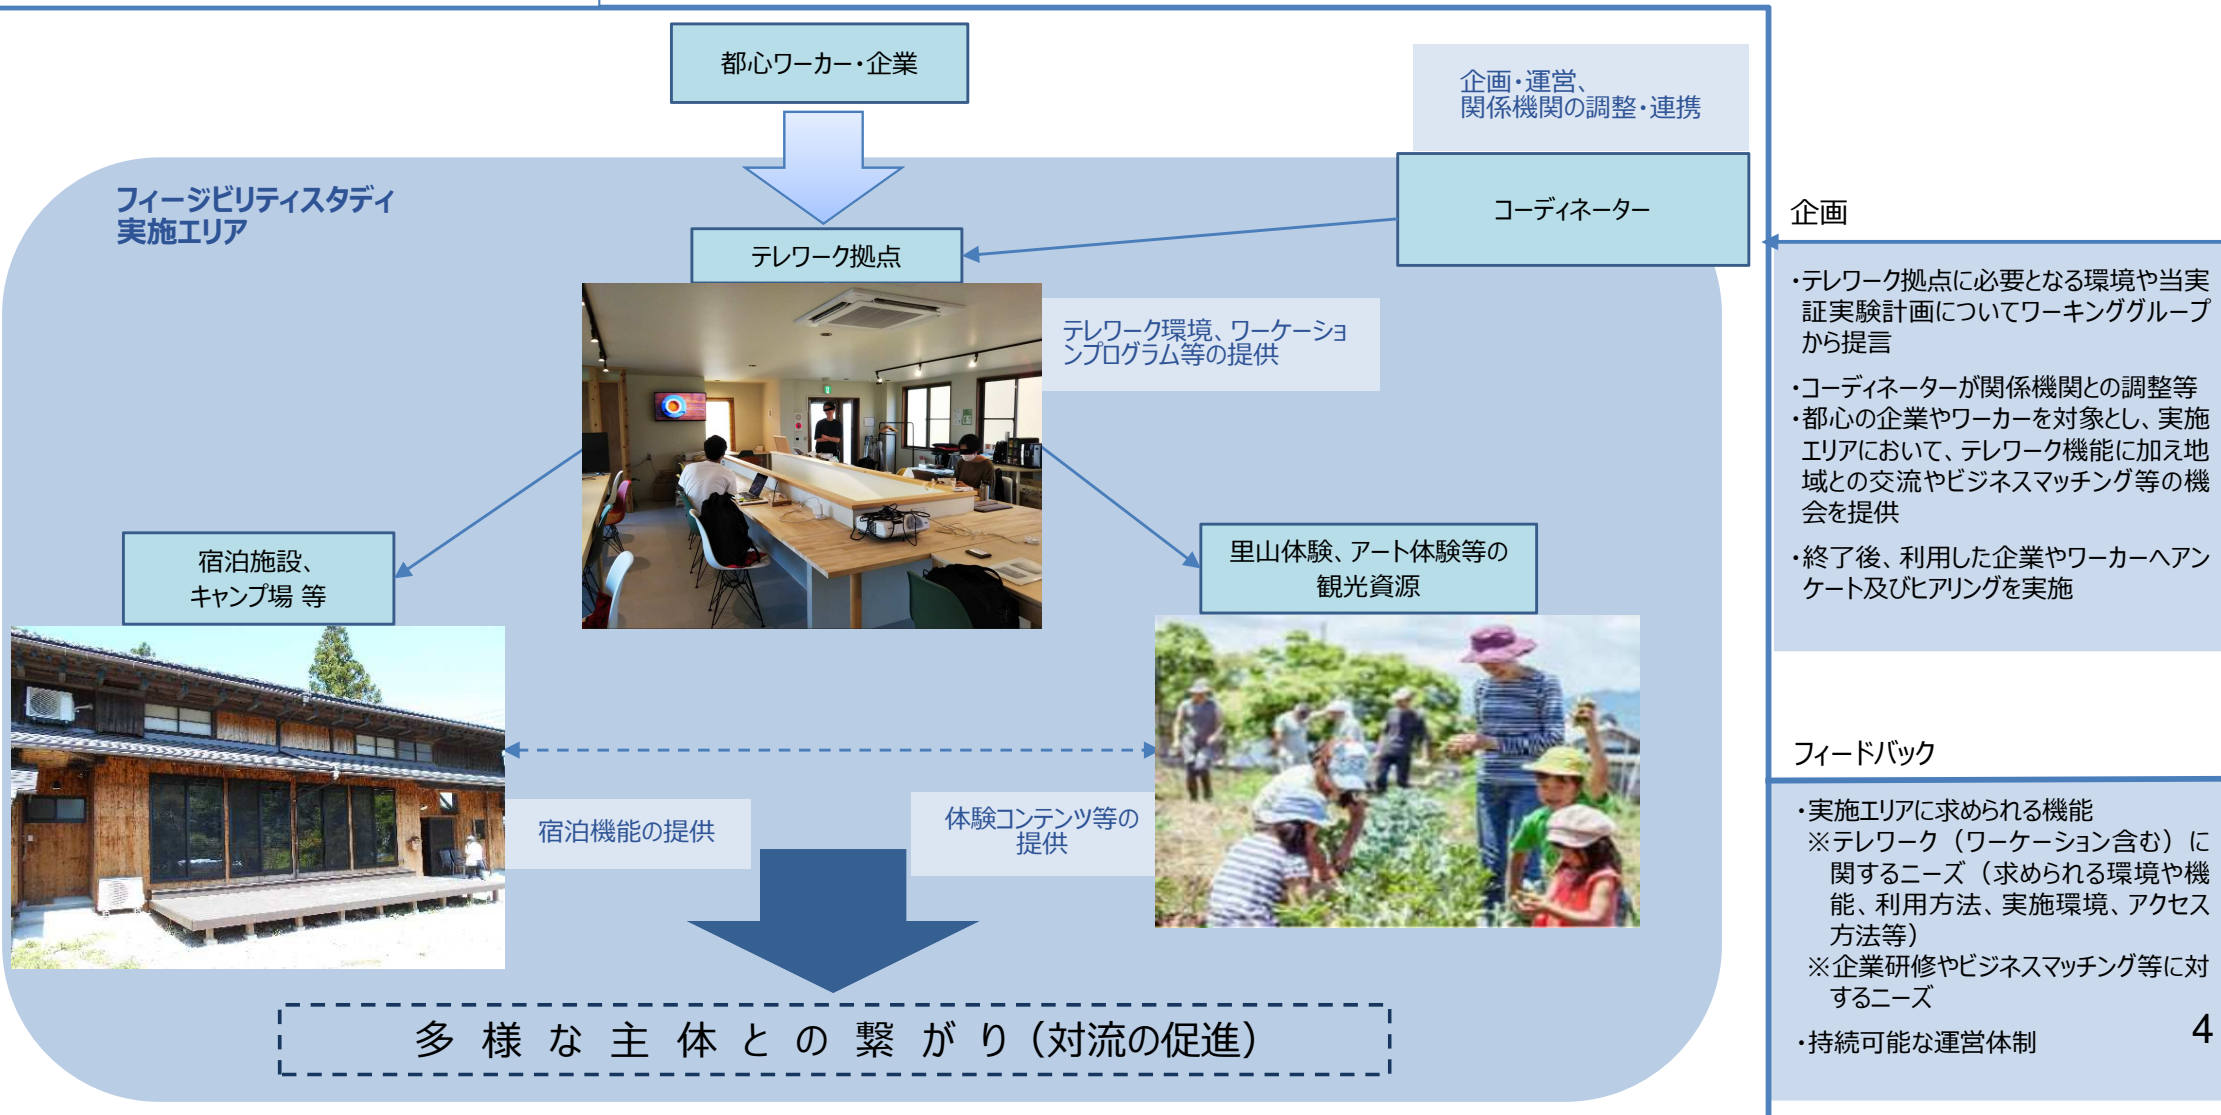 都心ワーカー・企業
企画・運営、
関係機関の調整・連携
フィージビリティスタディ
実施エリア
コーディネーター
テレワーク拠点
テレワーク環境、ワーケーショ
ンプログラム等の提供
宿泊施設、
キャンプ場 等
里山体験、アート体験等の
観光資源
宿泊機能の提供
体験コンテンツ等の
提供
多様な主体との繋がり(対流の促進)
企画
・テレワーク拠点に必要となる環境や当実
証実験計画についてワーキンググループ
から提言
・コーディネーターが関係機関との調整等
・都心の企業やワーカーを対象とし、実施
エリアにおいて、テレワーク機能に加え地
域との交流やビジネスマッチング等の機
会を提供
・終了後、利用した企業やワーカーへアン
ケート及びヒアリングを実施
フィードバック
・実施エリアに求められる機能
※テレワーク（ワーケーション含む）に
関するニーズ（求められる環境や機
能、利用方法、実施環境、アクセス
方法等）
※企業研修やビジネスマッチング等に対
するニーズ
・持続可能な運営体制
4